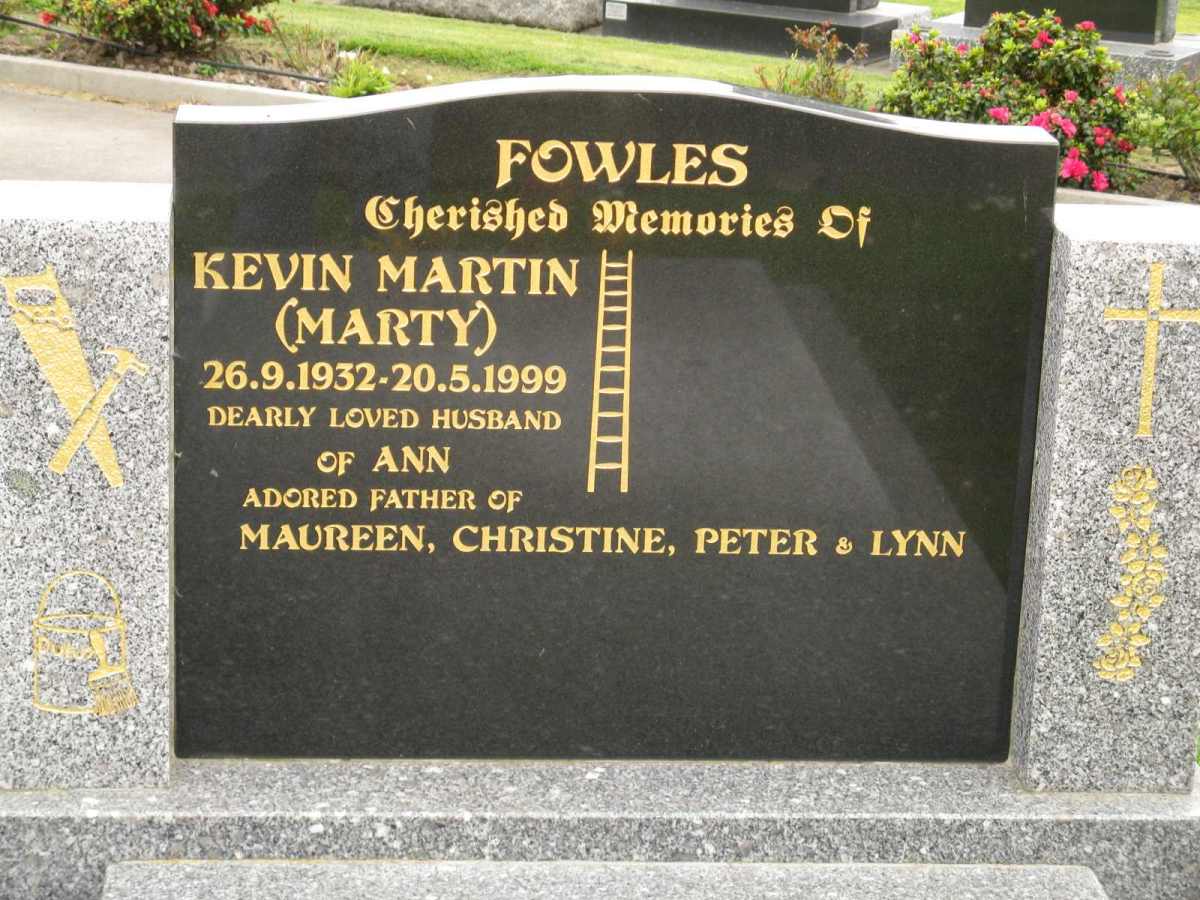 FOWLES
Cherished Memories Of
KEVIN MARTIN
(MARTY)
26.9.1932-20.5.1999
DEARLY LOVED HUSBAND
OF ANN
ADORED FATHER OF
MAUREEN, CHRISTINE, PETER & LYNN